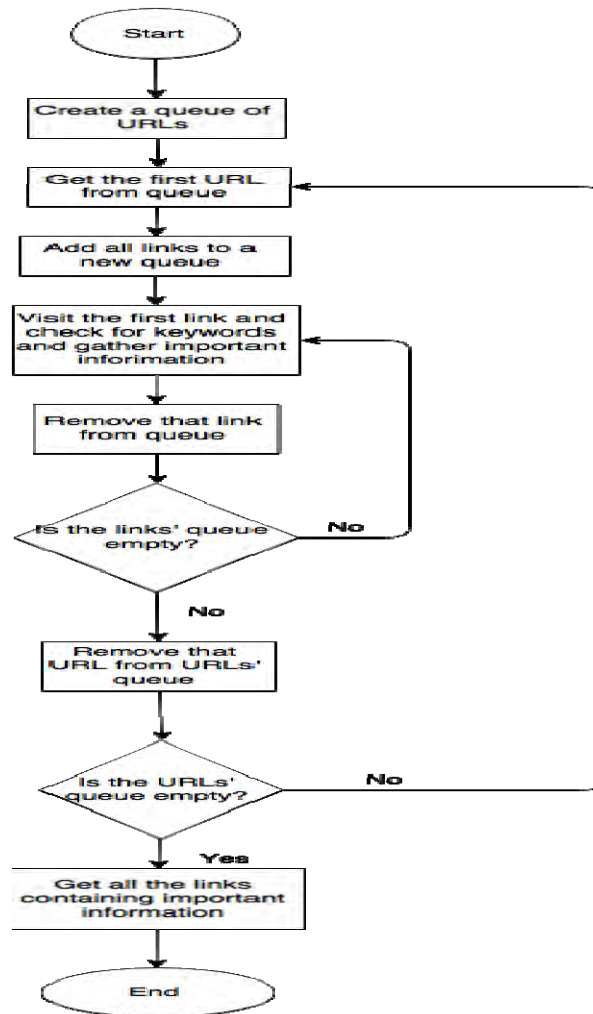 Start
Create a queue of
URLs
Get the first URL
from queue
Add all links to a
new queue
Visit the first link and
check for keywords
and gather important
inforimation
Remove that link
from queue
Is the links' queue
empty?
No
No
Remove that
URL from URLs'
queue
Is the URLs'
queue empty?
No
Yes
Get all the links
containing important
information
End